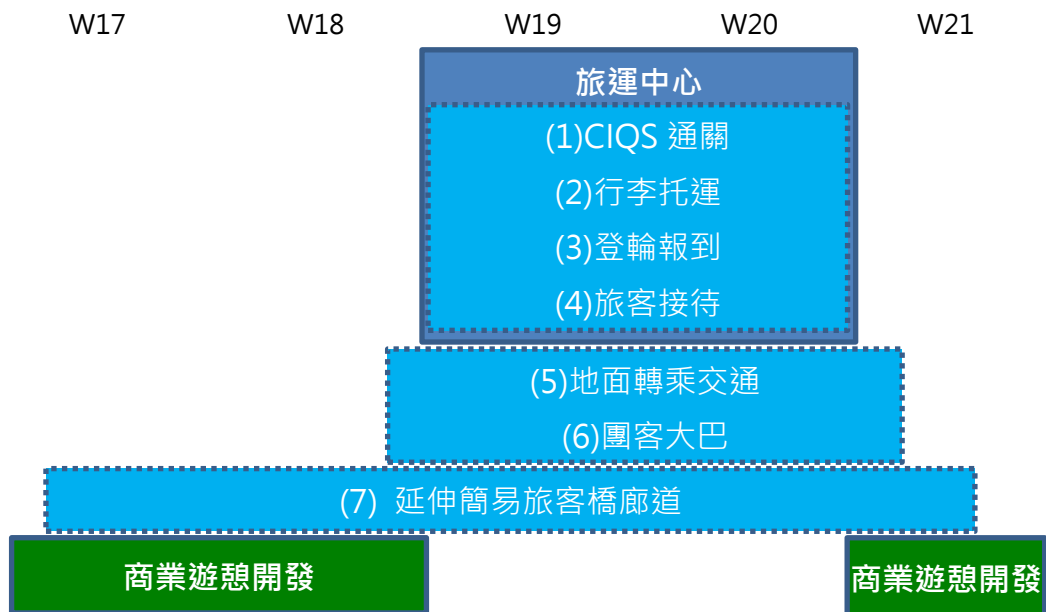 W17 W18 W19 W20 W21
旅運中心
(1)CIQS 通關
(2)行李托運
(3)登輪報到
(4)旅客接待
(5)地面轉乘交通
(6)團客大巴
(7) 延伸簡易旅客橋廊道
商業遊憩開發 商業遊憩開發